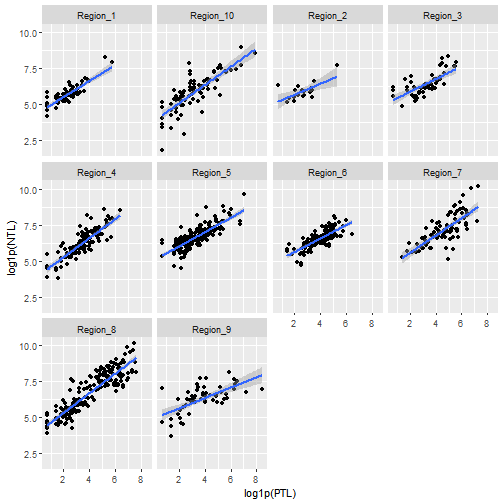 Region_1 Region_10 Region_2 Region_3
10.0
7.5
5.0
2.5
Region_4 Region_5 Region_6 Region_7
10.0
7.5
5.0
2.5
log1p(NTL)
2 4 6 8 2 4 6 8
Region_8 Region_9
10.0
7.5
5.0
2.5
2 4 6 8 2 4 6 8
log1p(PTL)